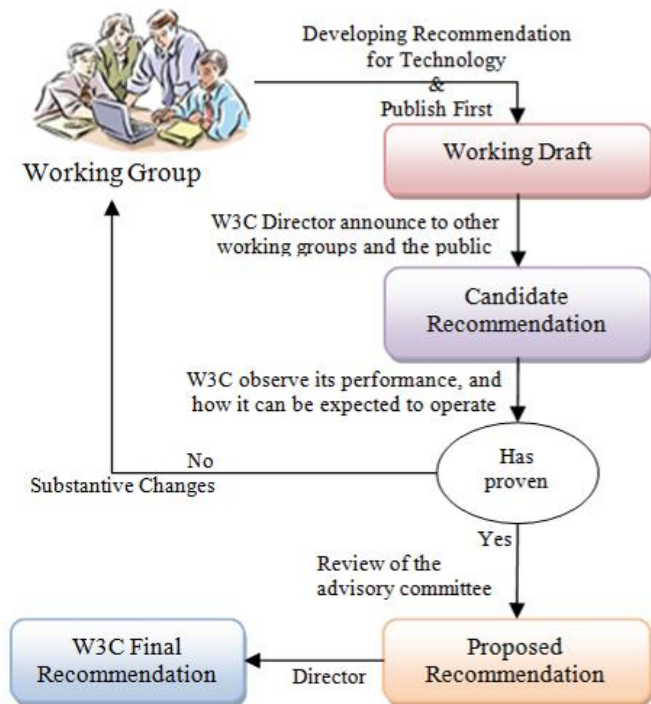 Developing Recommendation
for Technology
&
Publish First
Working Group
Working Draft
W3C Director announce to other
working groups and the public
Candidate
Recommendation
W3C observe its performance, and
how it can be expected to operate
Has
proven
No
Substantive Changes
Yes
Review of the
advisory committee
Proposed
Recommendation
Director
W3C Final
Recommendation